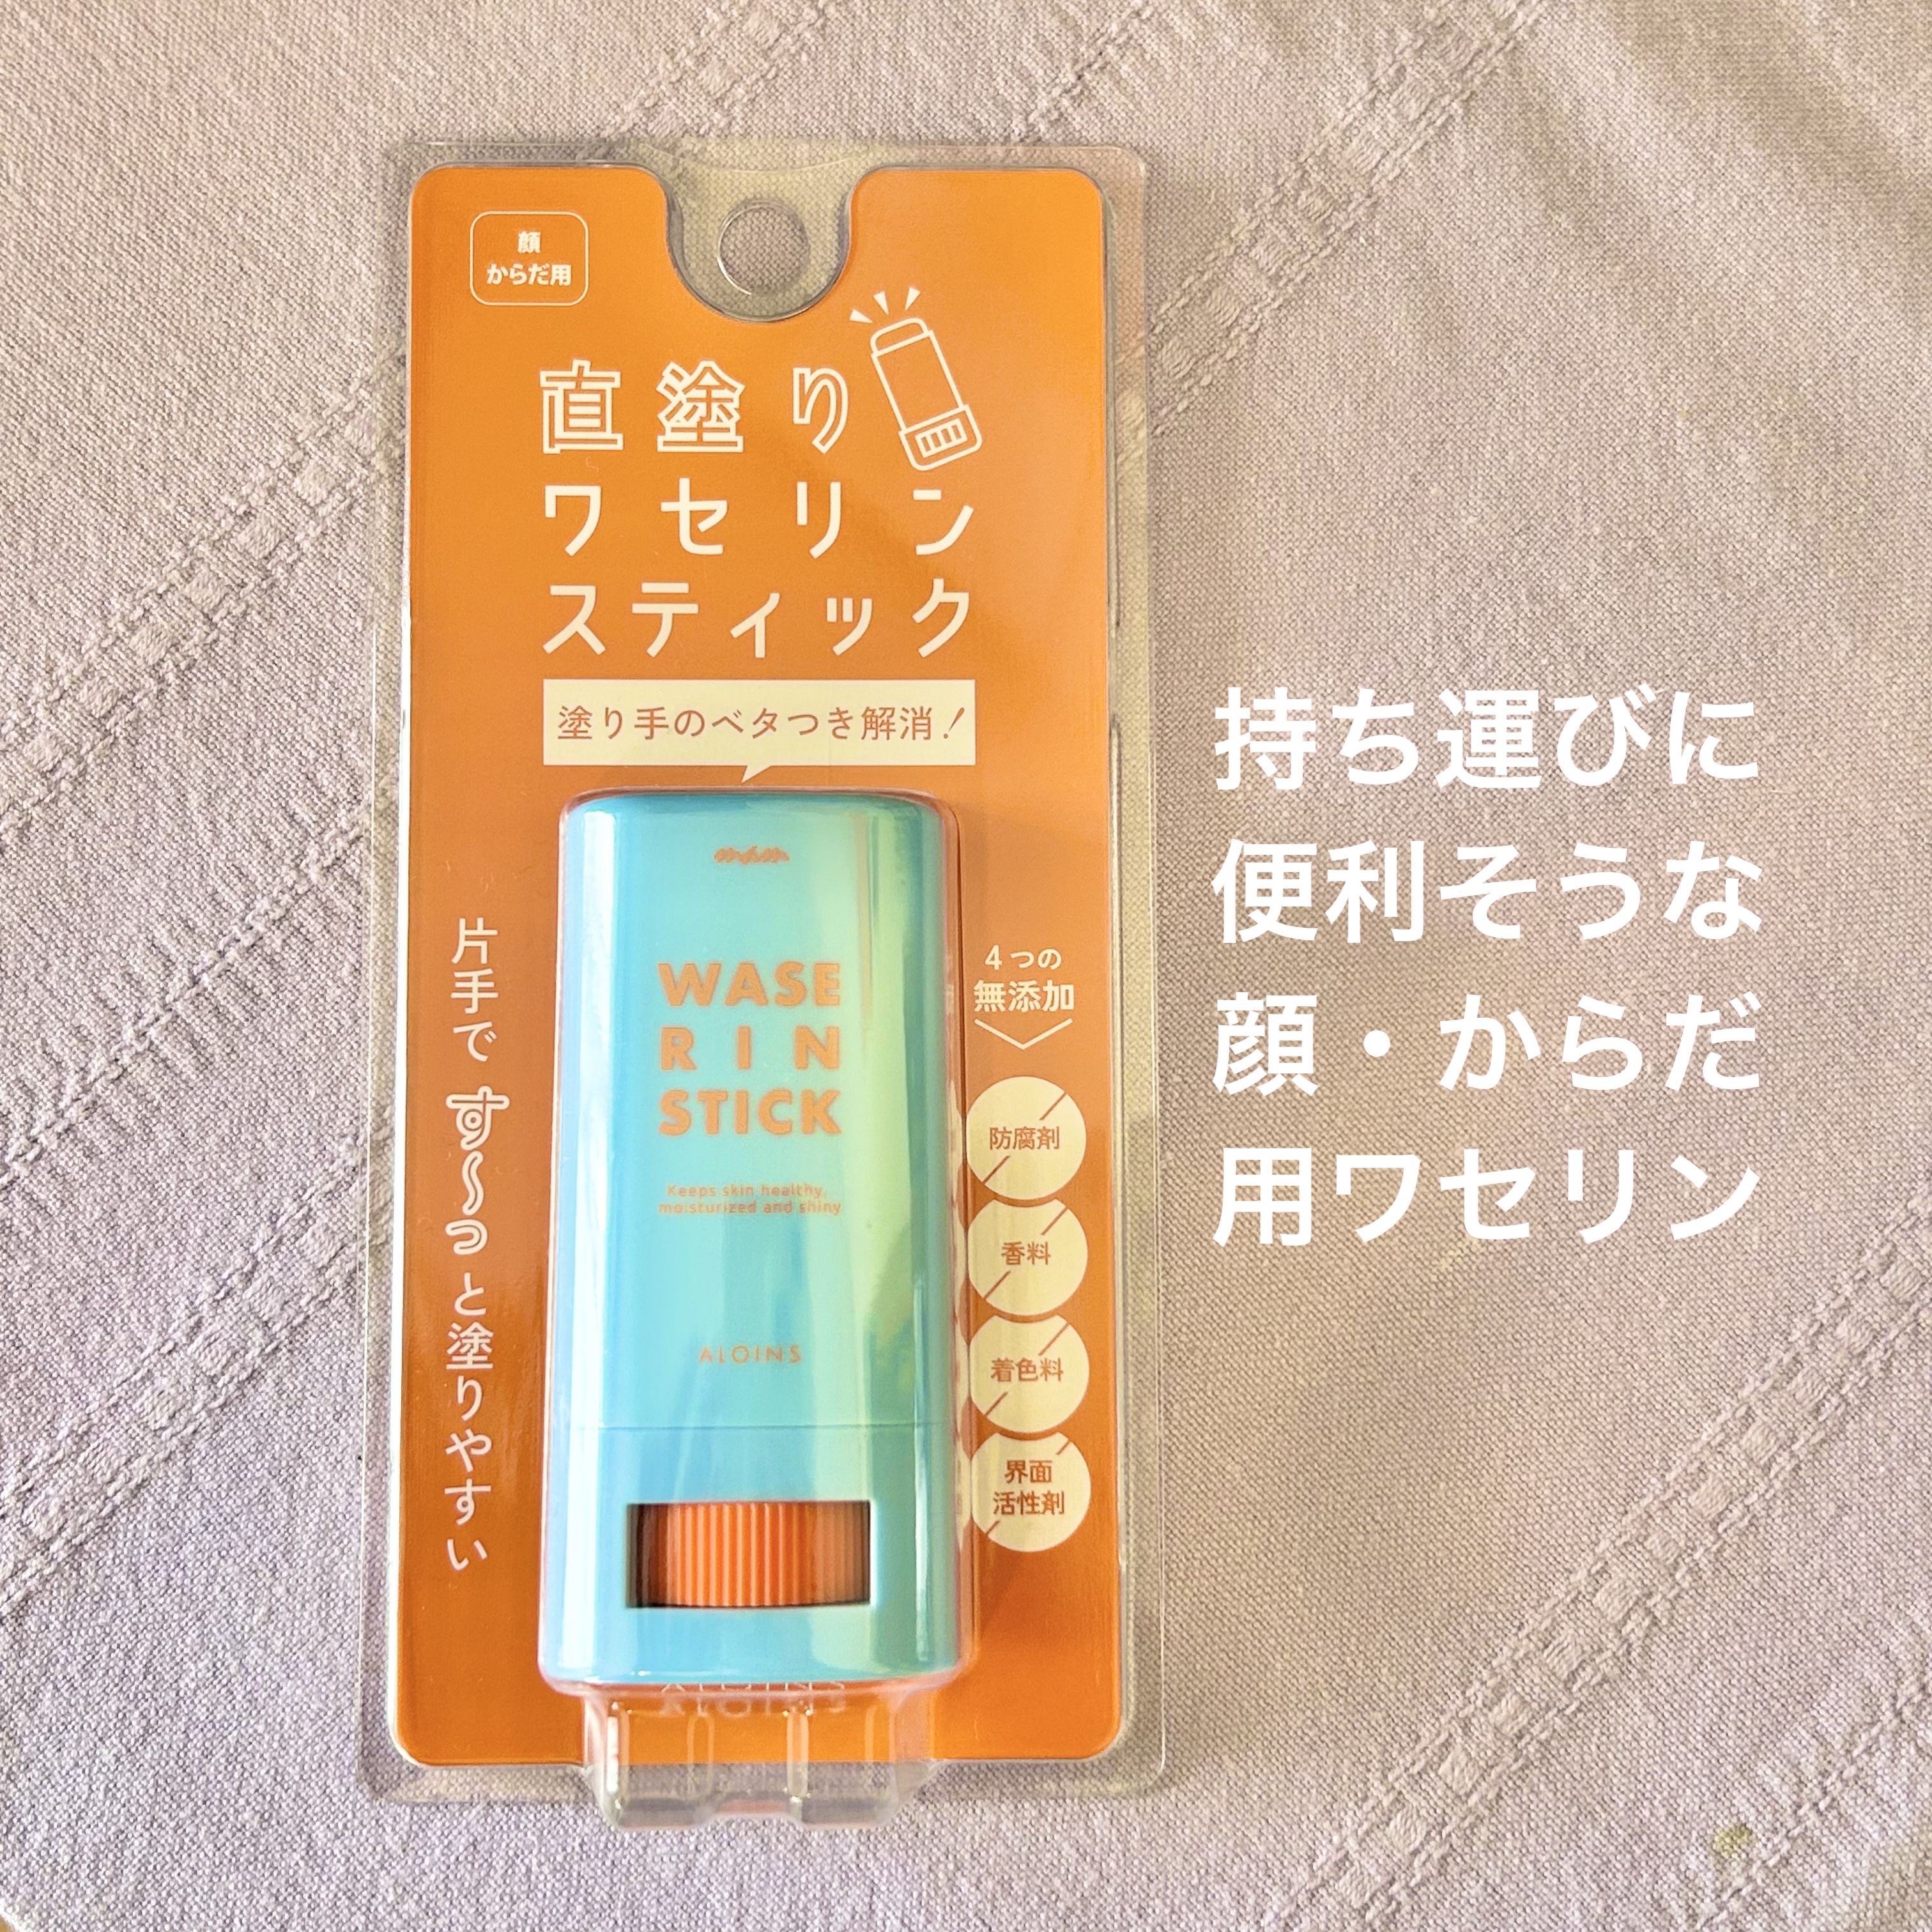 顔
からだ用
直塗り
ワセリン
スティック
塗り手のベタつき解消!
片手です〜っと塗りやすい
WASE
RIN
STICK
Keeps skin healthy,
moisturized and shiny.
ALOINS
4つの
無添加
防腐剤
香料
着色料
界面
活性剤
持ち運びに
便利そうな
顔・からだ
用ワセリン